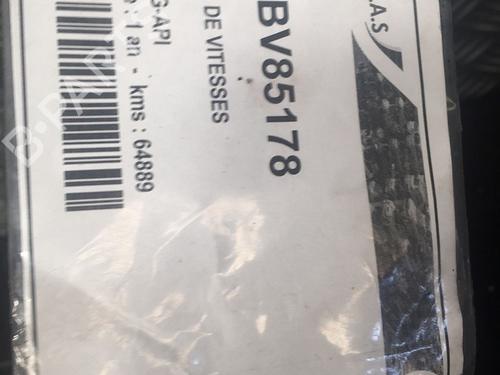 .A.S
BV85178
DE VITESSES
G-API
: 1 an - kms : 64889
B-PARTS